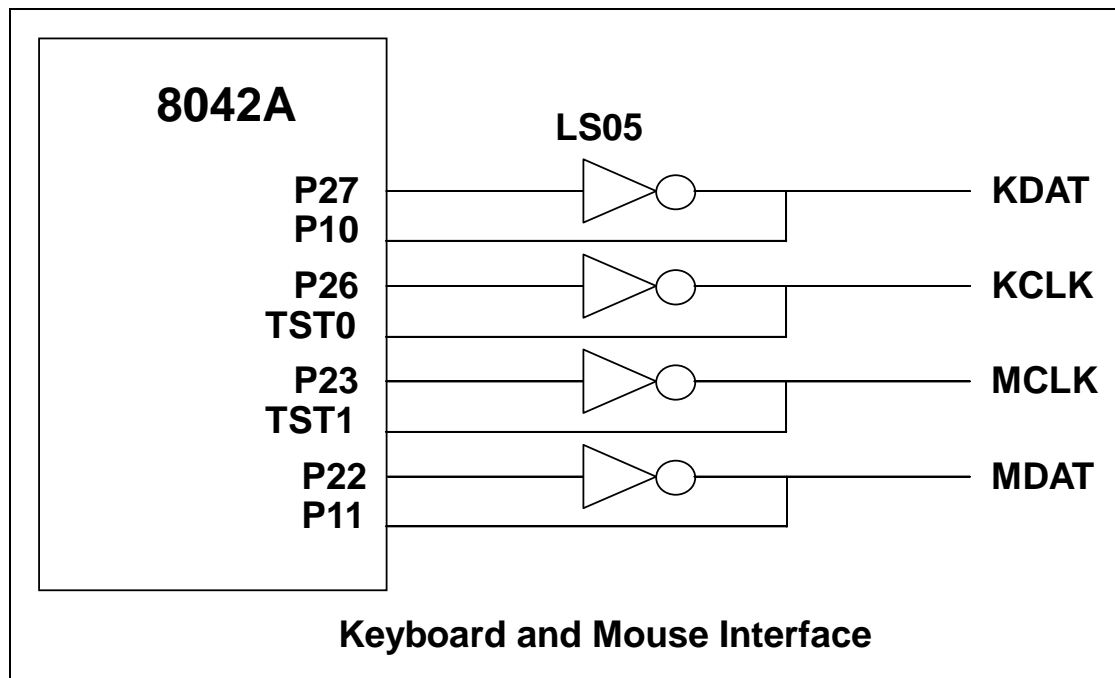 8042A
LS05
P27
KDAT
P10
P26
KCLK
TST0
P23
MCLK
TST1
P22
MDAT
P11
Keyboard and Mouse Interface